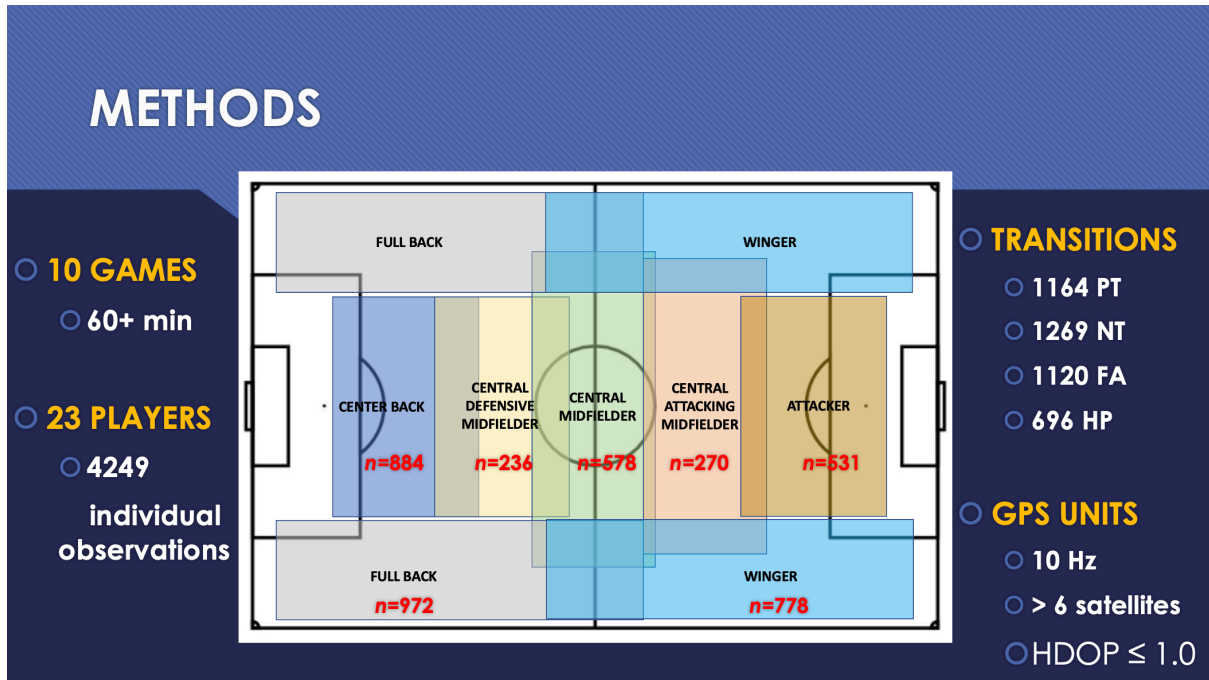 METHODS
10 GAMES
60+ min
23 PLAYERS
4249
individual
observations
FULL BACK
WINGER
CENTER BACK
n=884
CENTRAL
DEFENSIVE
MIDFIELDER
n=236
CENTRAL
MIDFIELDER
n=578
CENTRAL
ATTACKING
MIDFIELDER
n=270
ATTACKER
n=531
FULL BACK
n=972
WINGER
n=778
TRANSITIONS
1164 PT
1269 NT
1120 FA
696 HP
GPS UNITS
10 Hz
> 6 satellites
HDOP ≤ 1.0